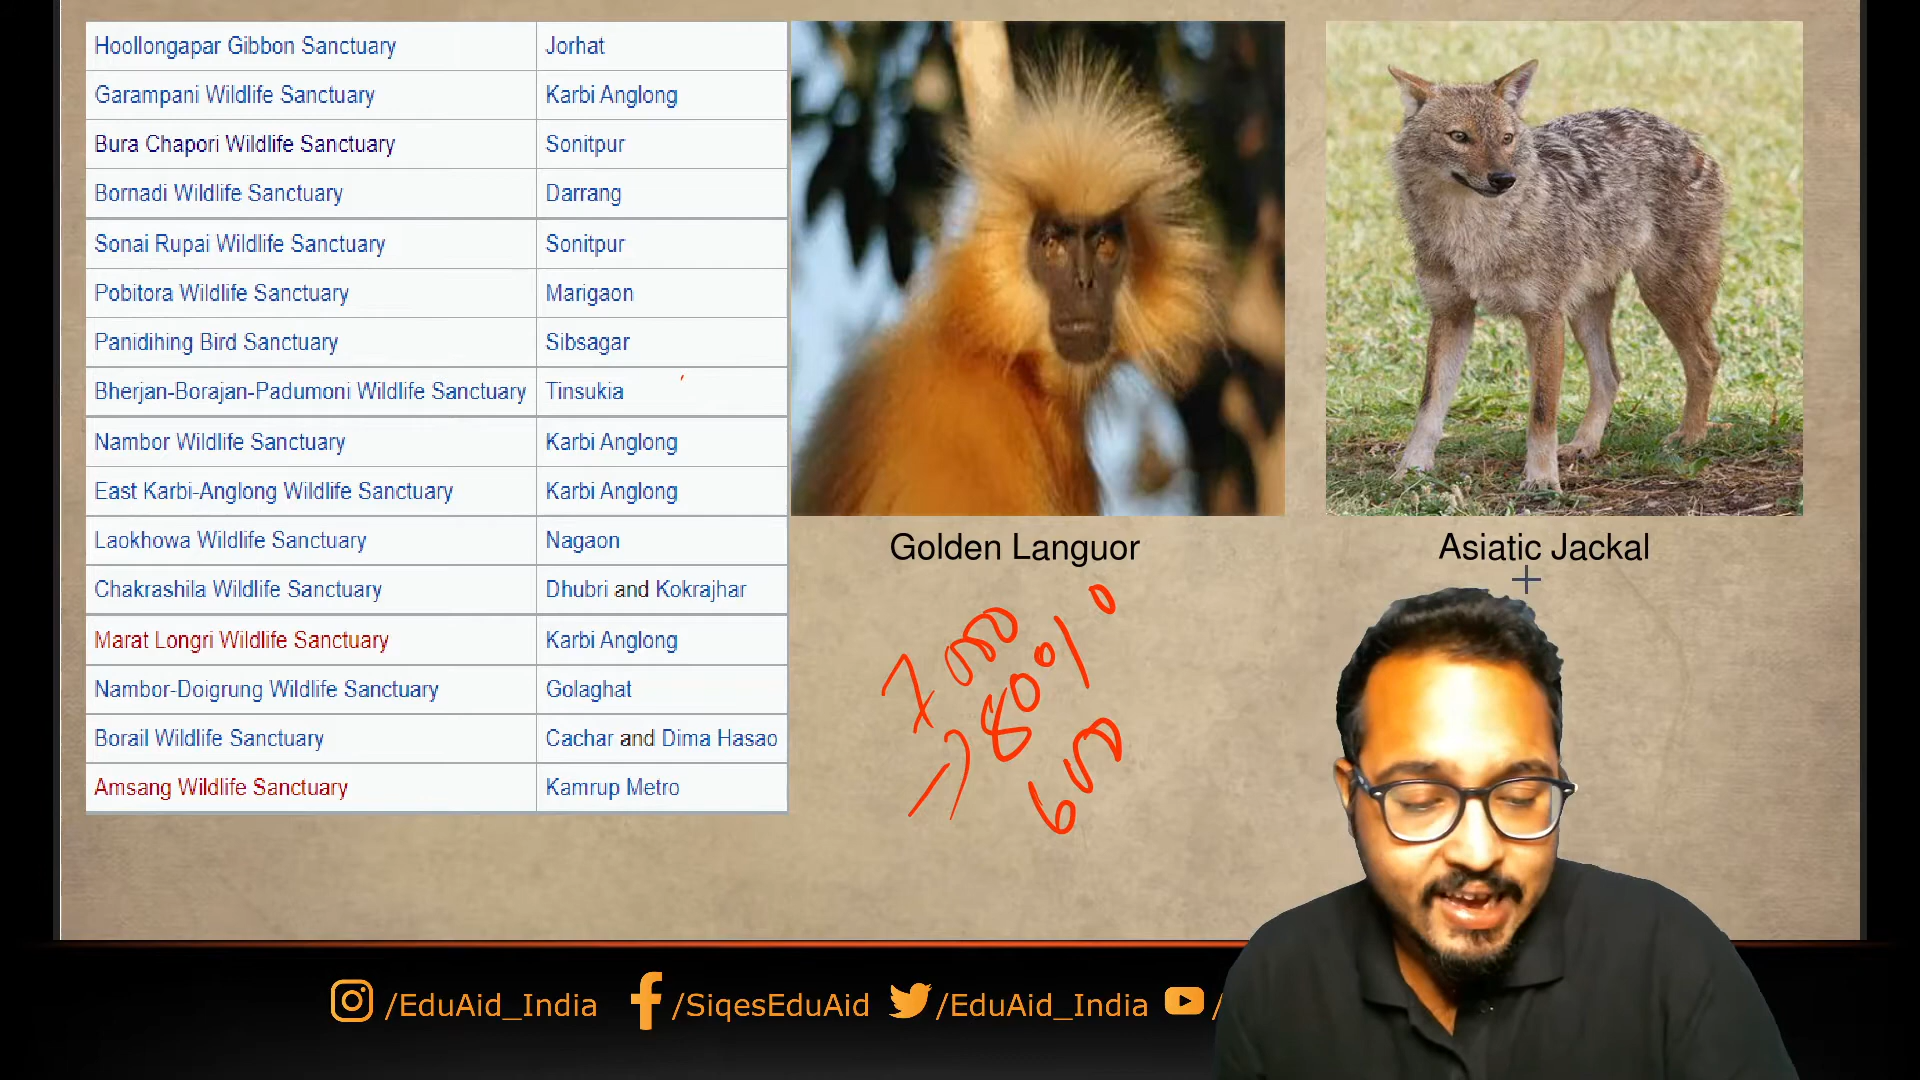 Hoollongapar Gibbon Sanctuary Jorhat
Garampani Wildlife Sanctuary Karbi Anglong
Bura Chapori Wildlife Sanctuary Sonitpur
Bornadi Wildlife Sanctuary Darrang
Sonai Rupai Wildlife Sanctuary Sonitpur
Pobitora Wildlife Sanctuary Marigaon
Panidihing Bird Sanctuary Sibsagar
Bherjan-Borajan-Padumoni Wildlife Sanctuary Tinsukia
Nambor Wildlife Sanctuary Karbi Anglong
East Karbi-Anglong Wildlife Sanctuary Karbi Anglong
Laokhowa Wildlife Sanctuary Nagaon
Chakrashila Wildlife Sanctuary Dhubri and Kokrajhar
Marat Longri Wildlife Sanctuary Karbi Anglong
Nambor-Doigrung Wildlife Sanctuary Golaghat
Borail Wildlife Sanctuary Cachar and Dima Hasao
Amsang Wildlife Sanctuary Kamrup Metro
Golden Languor
Asiatic Jackal
7000
80%
600
/EduAid_India /SiqesEduAid /EduAid_India /